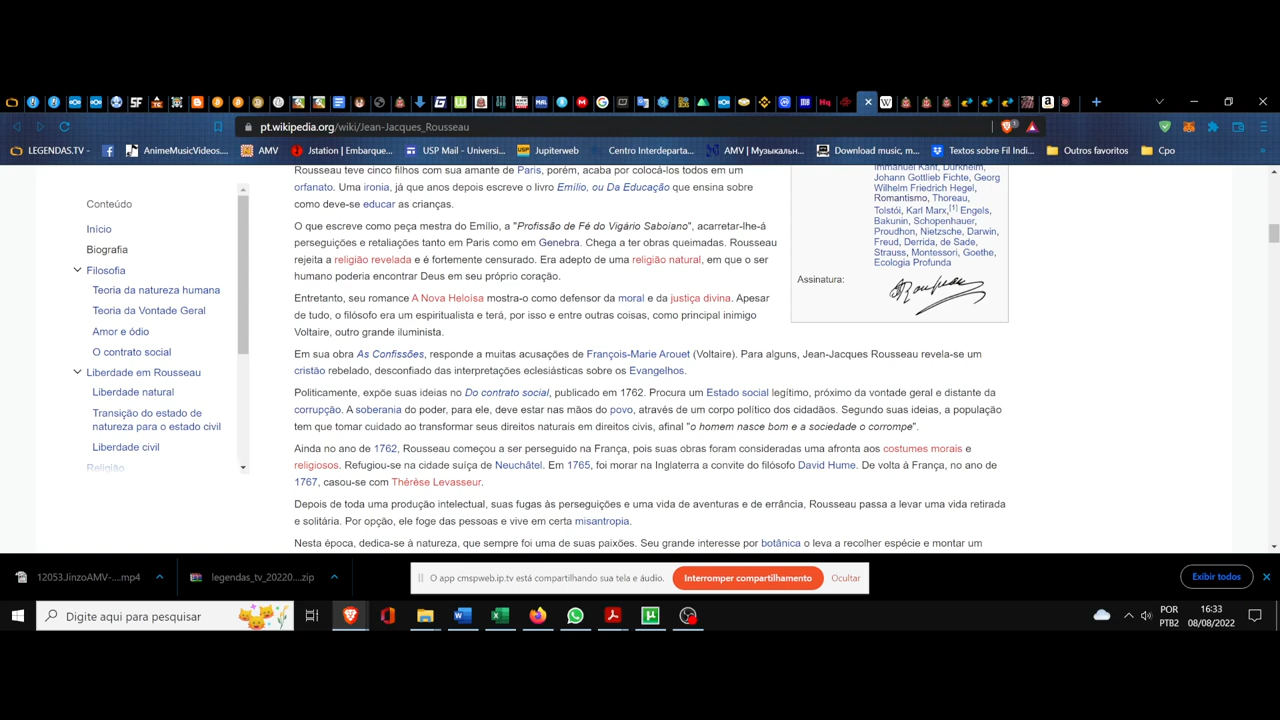 pt.wikipedia.org/wiki/Jean-Jacques_Rousseau
LEGENDAS.TV -
AnimeMusicVideos...
AMV
Jstation | Embarque...
USP Mail - Universi...
Jupiterweb
Centro Interdeparta...
AMV | Музыкальн...
Download music, m...
Textos sobre Fil Indi...
Outros favoritos
Cpo
Conteúdo
Início
Biografia
Filosofia
Teoria da natureza humana
Teoria da Vontade Geral
Amor e ódio
O contrato social
Liberdade em Rousseau
Liberdade natural
Transição do estado de
natureza para o estado civil
Liberdade civil
Religião
Rousseau teve cinco filhos com sua amante de Paris, porém, acaba por colocá-los todos em um
orfanato. Uma ironia, já que anos depois escreve o livro Emílio, ou Da Educação que ensina sobre
como deve-se educar as crianças.
O que escreve como peça mestra do Emílio, a "Profissão de Fé do Vigário Saboiano", acarretar-lhe-á
perseguições e retaliações tanto em Paris como em Genebra. Chega a ter obras queimadas. Rousseau
rejeita a religião revelada e é fortemente censurado. Era adepto de uma religião natural, em que o ser
humano poderia encontrar Deus em seu próprio coração.
Entretanto, seu romance A Nova Heloísa mostra-o como defensor da moral e da justiça divina. Apesar
de tudo, o filósofo era um espiritualista e terá, por isso e entre outras coisas, como principal inimigo
Voltaire, outro grande iluminista.
Em sua obra As Confissões, responde a muitas acusações de François-Marie Arouet (Voltaire). Para alguns, Jean-Jacques Rousseau revela-se um
cristão rebelado, desconfiado das interpretações eclesiásticas sobre os Evangelhos.
Politicamente, expõe suas ideias no Do contrato social, publicado em 1762. Procura um Estado social legítimo, próximo da vontade geral e distante da
corrupção. A soberania do poder, para ele, deve estar nas mãos do povo, através de um corpo político dos cidadãos. Segundo suas ideias, a população
tem que tomar cuidado ao transformar seus direitos naturais em direitos civis, afinal "o homem nasce bom e a sociedade o corrompe".
Ainda no ano de 1762, Rousseau começou a ser perseguido na França, pois suas obras foram consideradas uma afronta aos costumes morais e
religiosos. Refugiou-se na cidade suíça de Neuchâtel. Em 1765, foi morar na Inglaterra a convite do filósofo David Hume. De volta à França, no ano de
1767, casou-se com Thérèse Levasseur.
Depois de toda uma produção intelectual, suas fugas às perseguições e uma vida de aventuras e de errância, Rousseau passa a levar uma vida retirada
e solitária. Por opção, ele foge das pessoas e vive em certa misantropia.
Nesta época, dedica-se à natureza, que sempre foi uma de suas paixões. Seu grande interesse por botânica o leva a recolher espécie e montar um
Immanuel Kant, Durkheim,
Johann Gottlieb Fichte, Georg
Wilhelm Friedrich Hegel,
Romantismo, Thoreau,
Tolstói, Karl Marx,[1] Engels,
Bakunin, Schopenhauer,
Proudhon, Nietzsche, Darwin,
Freud, Derrida, de Sade,
Strauss, Montessori, Goethe,
Ecologia Profunda
Assinatura:
12053.JinzoAMV-....mp4
legendas_tv_20220....zip
O app cmspweb.ip.tv está compartilhando sua tela e áudio.
Interromper compartilhamento
Ocultar
Exibir todos
Digite aqui para pesquisar
POR
PTB2
16:33
08/08/2022